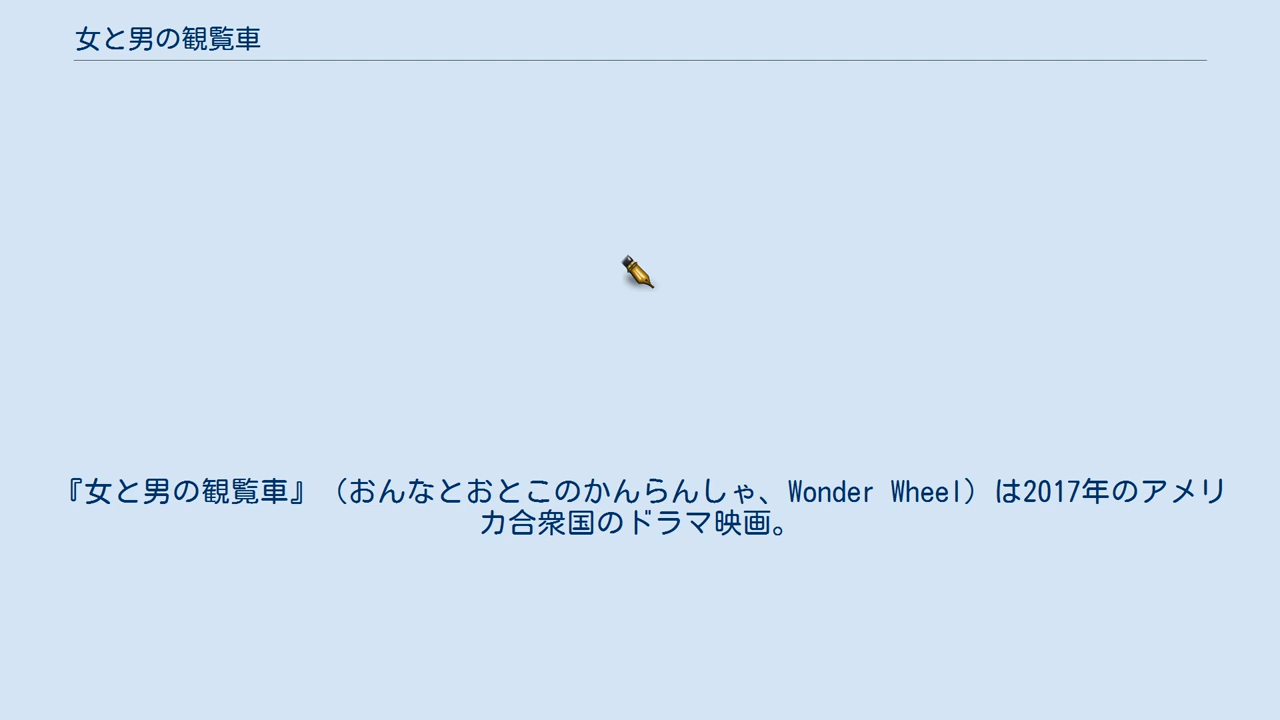 女と男の観覧車
『女と男の観覧車』（おんなとおとこのかんらんしゃ、Wonder Wheel）は2017年のアメリ
カ合衆国のドラマ映画。